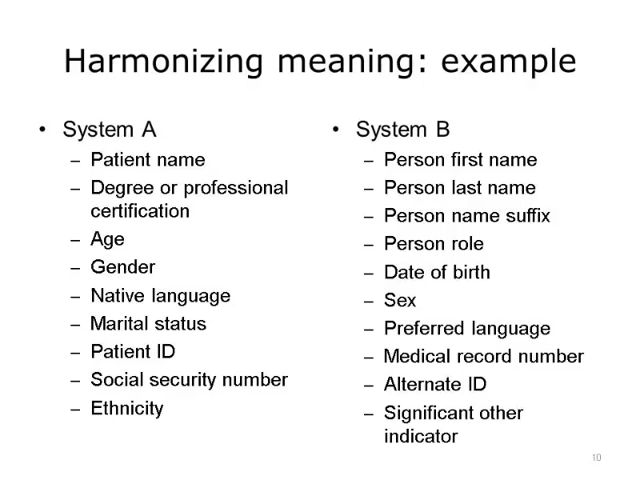 Harmonizing meaning: example
• System A
– Patient name
– Degree or professional
certification
– Age
– Gender
– Native language
– Marital status
– Patient ID
– Social security number
– Ethnicity
• System B
– Person first name
– Person last name
– Person name suffix
– Person role
– Date of birth
– Sex
– Preferred language
– Medical record number
– Alternate ID
– Significant other
indicator
10